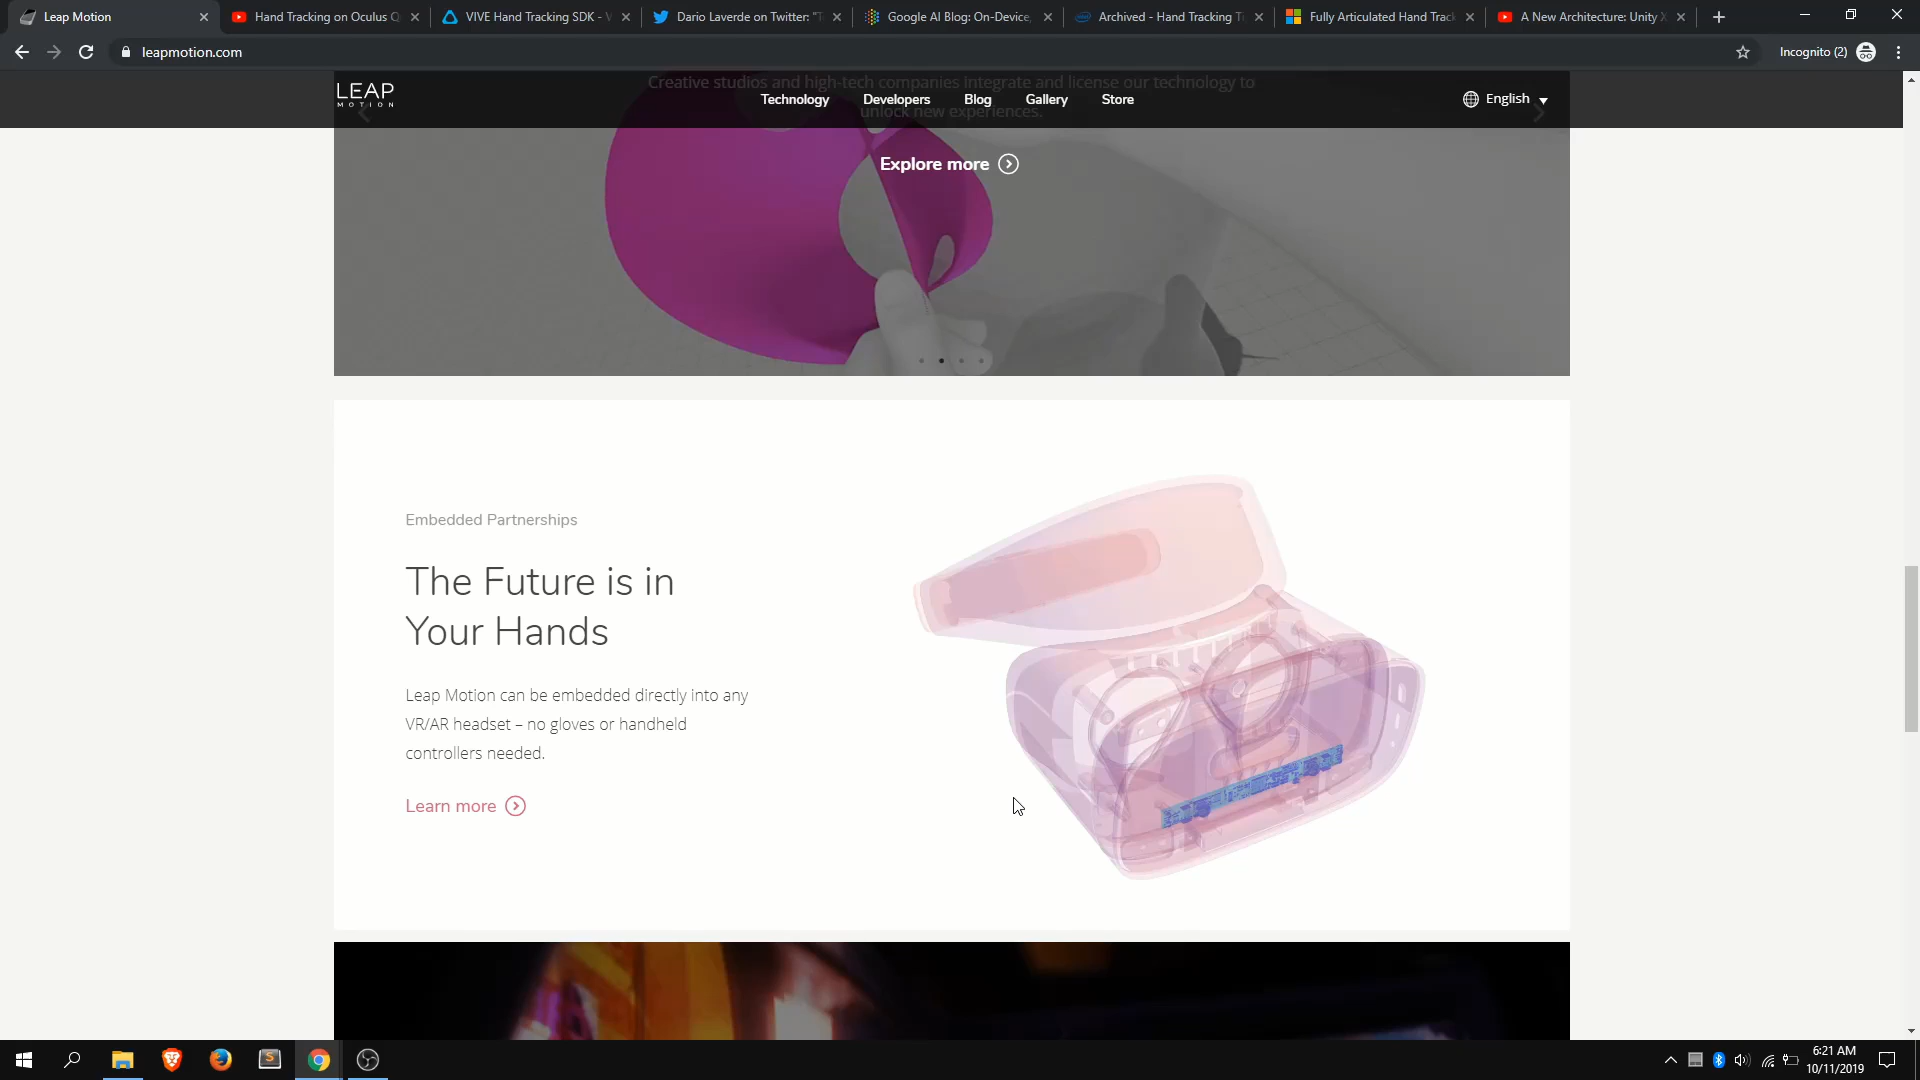 Leap Motion
Hand Tracking on Oculus Q
VIVE Hand Tracking SDK - V
Dario Laverde on Twitter: "T
Google AI Blog: On-Device,
Archived - Hand Tracking T
Fully Articulated Hand Track
A New Architecture: Unity X
leapmotion.com
Incognito (2)
Creative studios and high-tech companies integrate and license our technology to
unlock new experiences.
LEAP
MOTION
Technology
Developers
Blog
Gallery
Store
English
Explore more
Embedded Partnerships
The Future is in
Your Hands
Leap Motion can be embedded directly into any
VR/AR headset – no gloves or handheld
controllers needed.
Learn more
6:21 AM
10/11/2019